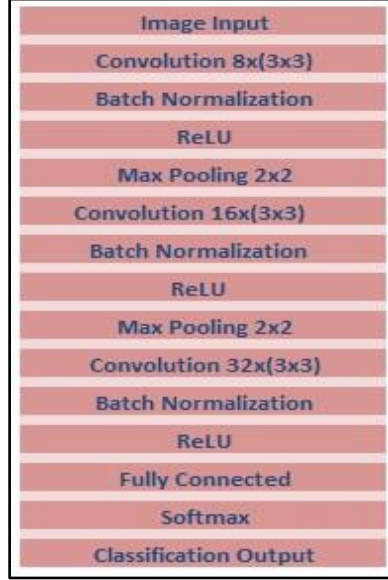 Image Input
Convolution 8x(3x3)
Batch Normalization
ReLU
Max Pooling 2x2
Convolution 16x(3x3)
Batch Normalization
ReLU
Max Pooling 2x2
Convolution 32x(3x3)
Batch Normalization
ReLU
Fully Connected
Softmax
Classification Output